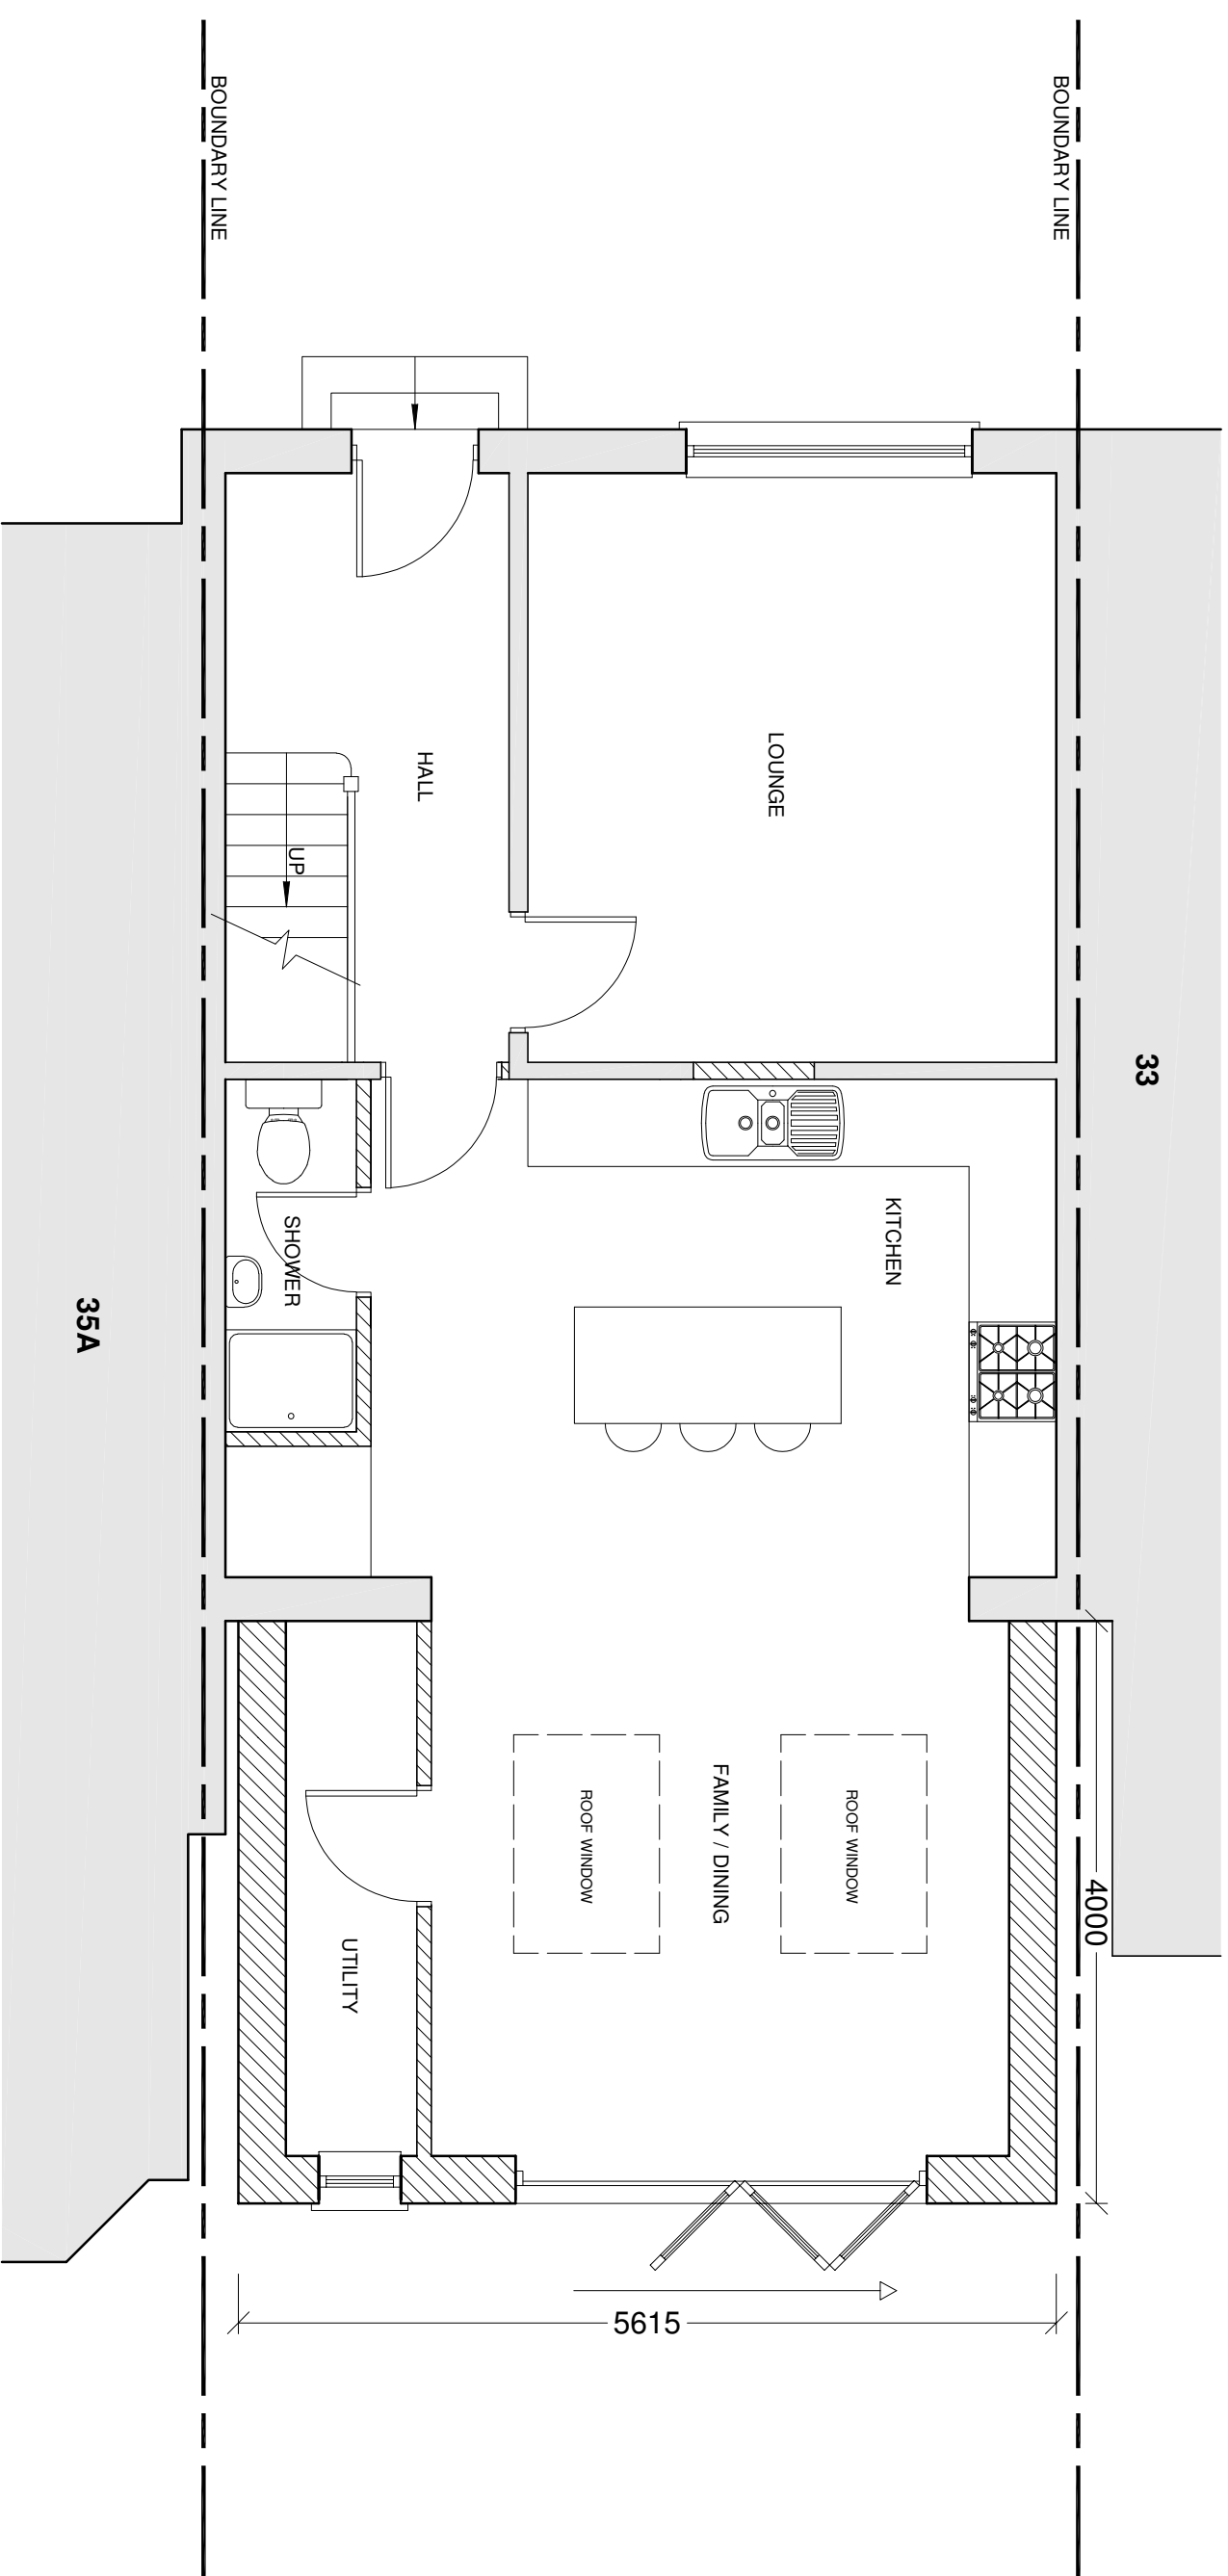 BOUNDARY LINE
BOUNDARY LINE
33
LOUNGE
HALL
UP
KITCHEN
SHOWER
35A
ROOF WINDOW
FAMILY / DINING
ROOF WINDOW
4000
UTILITY
5615